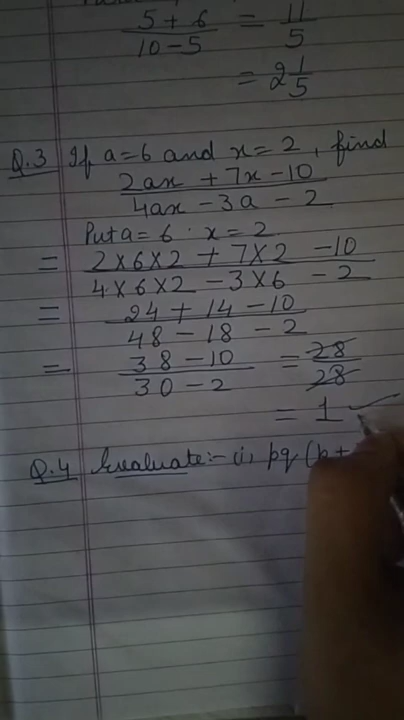 5 + 6 / 10 - 5 = 11 / 5
= 2 1/5
Q.3 If a = 6 and x = 2, find
2ax + 7x - 10 / 4ax - 3a - 2
Put a = 6 . x = 2
= 2 × 6 × 2 + 7 × 2 - 10 / 4 × 6 × 2 - 3 × 6 - 2
= 24 + 14 - 10 / 48 - 18 - 2
= 38 - 10 / 30 - 2 = 28 / 28
= 1
Q.4 Evaluate :- (i) pq (p +